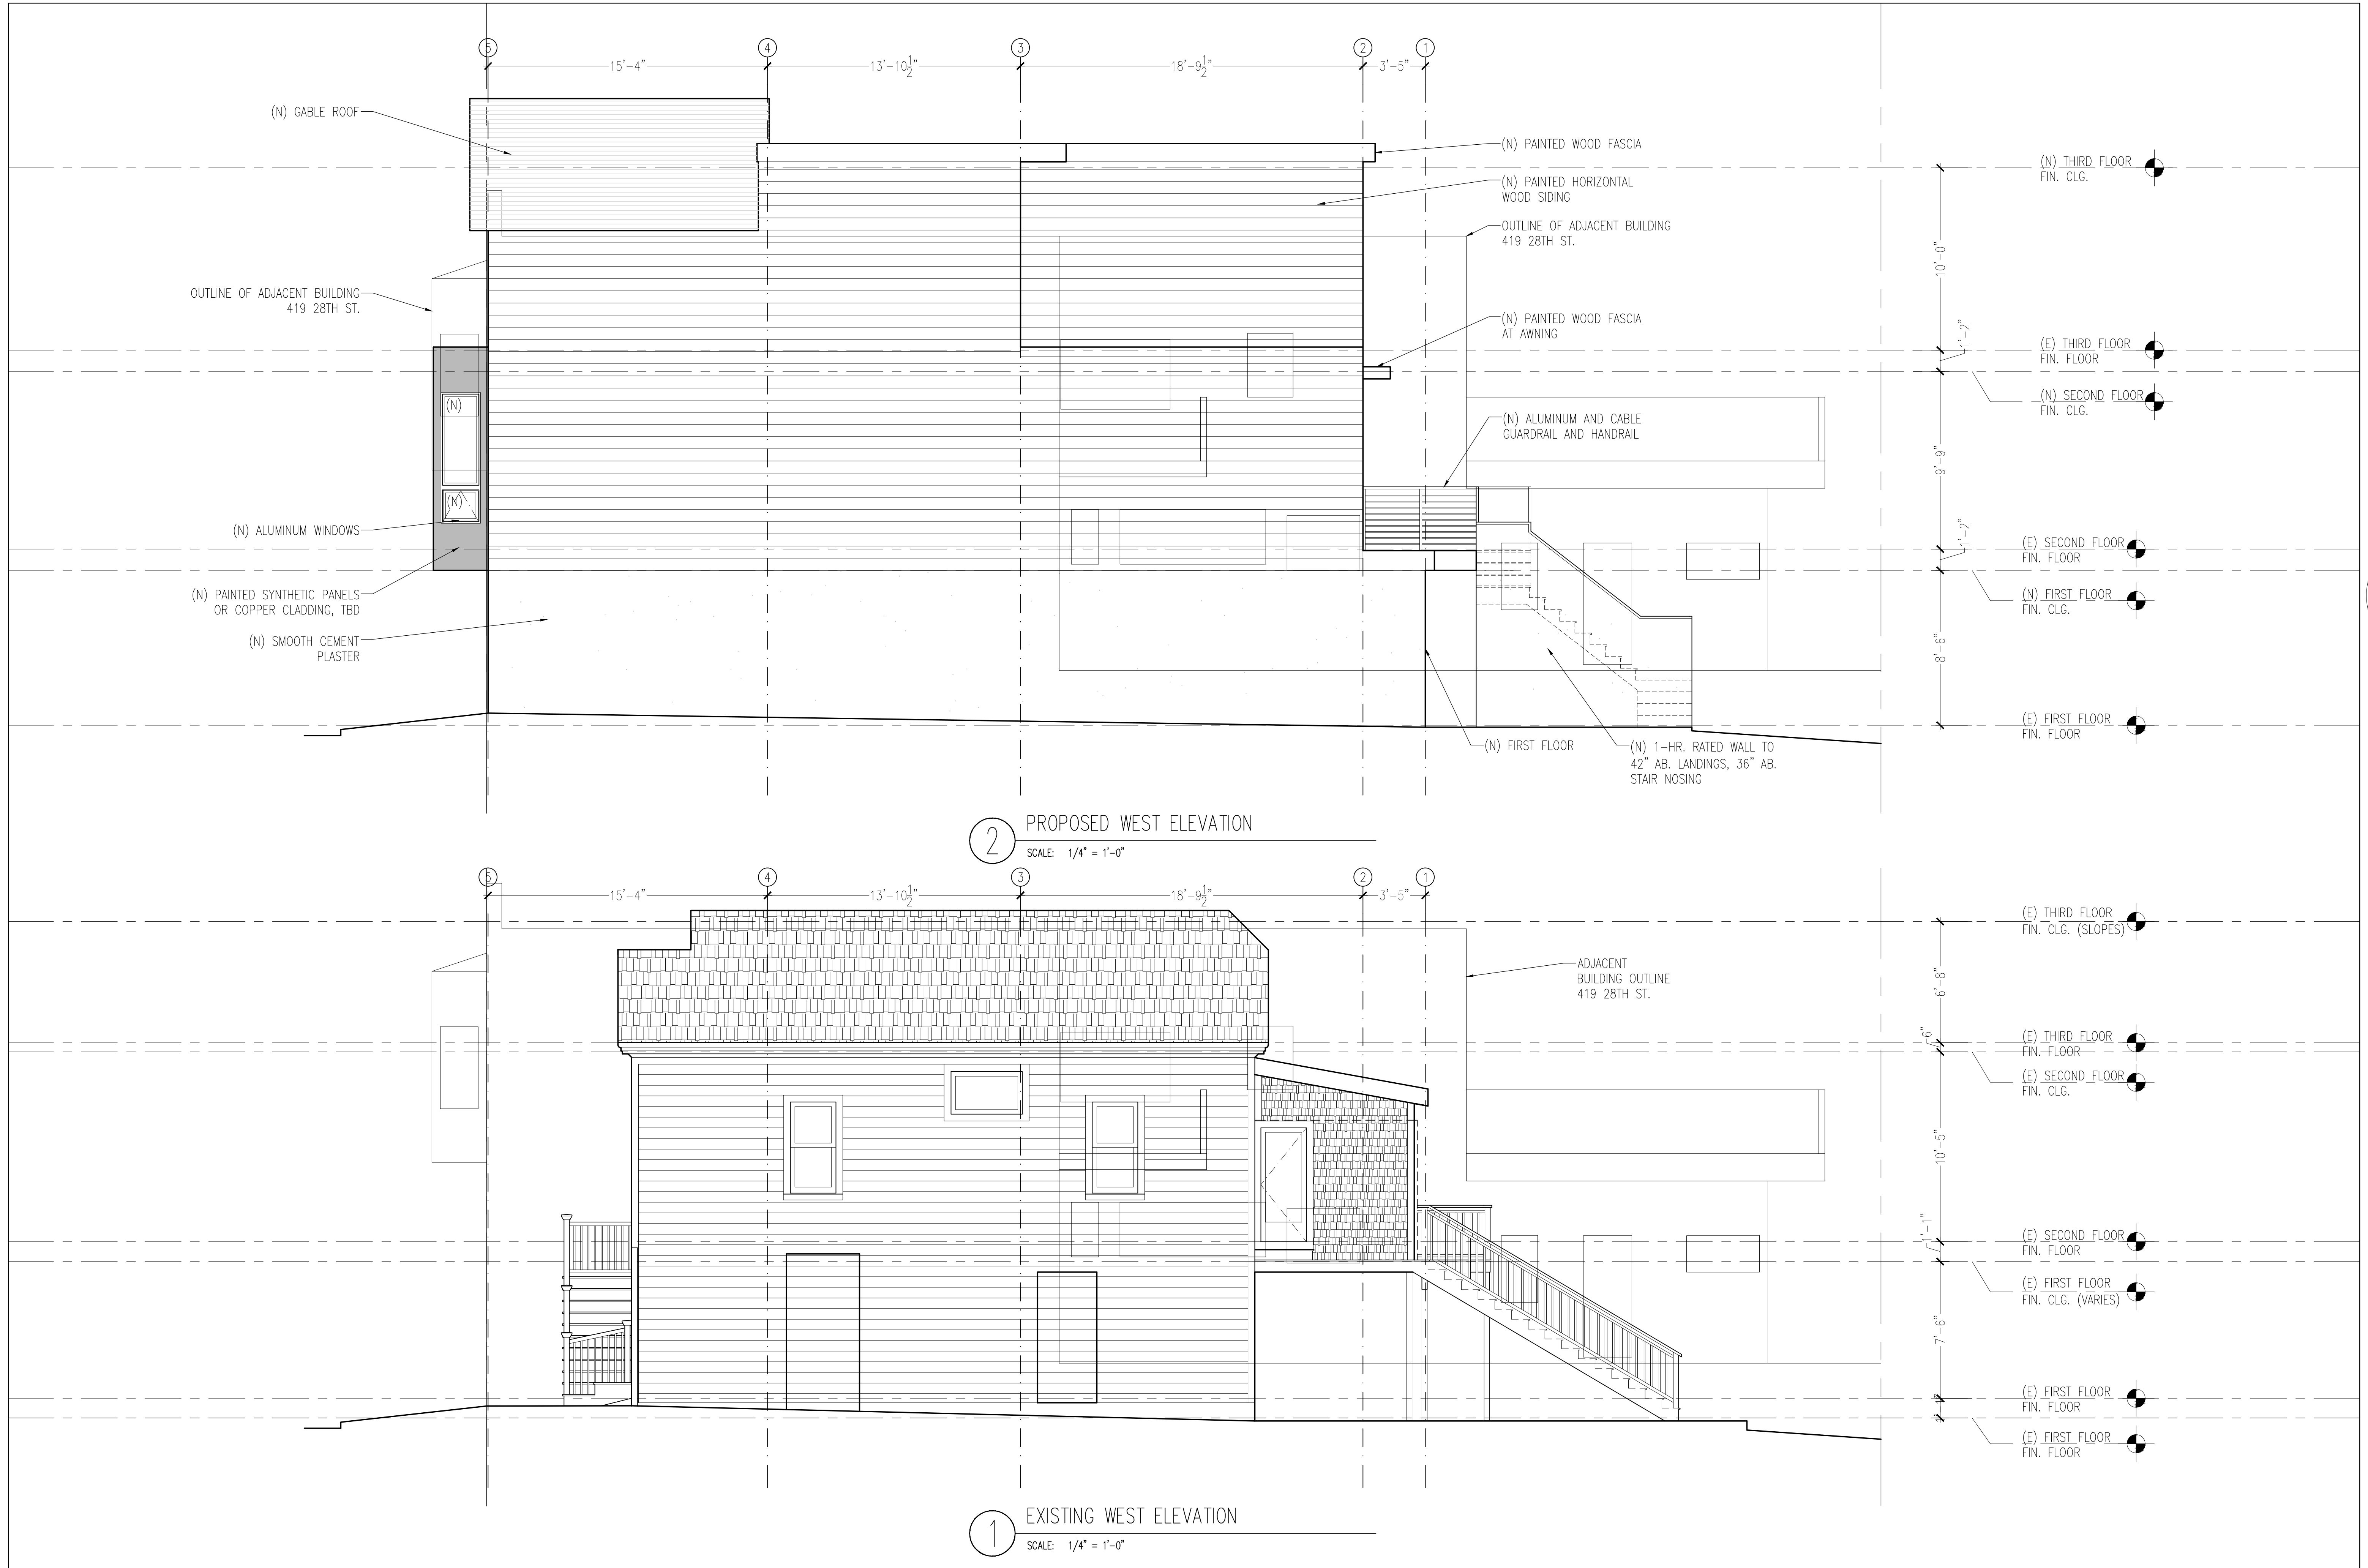 5
4
3
2
1
15'-4"
13'-10 1/2"
18'-9 1/2"
3'-5"
(N) GABLE ROOF
OUTLINE OF ADJACENT BUILDING
419 28TH ST.
(N)
(N)
(N) ALUMINUM WINDOWS
(N) PAINTED SYNTHETIC PANELS
OR COPPER CLADDING, TBD
(N) SMOOTH CEMENT
PLASTER
(N) PAINTED WOOD FASCIA
(N) PAINTED HORIZONTAL
WOOD SIDING
OUTLINE OF ADJACENT BUILDING
419 28TH ST.
(N) PAINTED WOOD FASCIA
AT AWNING
(N) ALUMINUM AND CABLE
GUARDRAIL AND HANDRAIL
(N) FIRST FLOOR
(N) 1-HR. RATED WALL TO
42" AB. LANDINGS, 36" AB.
STAIR NOSING
10'-0"
1'-2"
9'-9"
1'-2"
8'-6"
(N) THIRD FLOOR
FIN. CLG.
(E) THIRD FLOOR
FIN. FLOOR
(N) SECOND FLOOR
FIN. CLG.
(E) SECOND FLOOR
FIN. FLOOR
(N) FIRST FLOOR
FIN. CLG.
(E) FIRST FLOOR
FIN. FLOOR
2
PROPOSED WEST ELEVATION
SCALE: 1/4" = 1'-0"
5
4
3
2
1
15'-4"
13'-10 1/2"
18'-9 1/2"
3'-5"
ADJACENT
BUILDING OUTLINE
419 28TH ST.
6'-8"
6"
10'-5"
1'-1"
7'-6"
(E) THIRD FLOOR
FIN. CLG. (SLOPES)
(E) THIRD FLOOR
FIN. FLOOR
(E) SECOND FLOOR
FIN. CLG.
(E) SECOND FLOOR
FIN. FLOOR
(E) FIRST FLOOR
FIN. CLG. (VARIES)
(E) FIRST FLOOR
FIN. FLOOR
(E) FIRST FLOOR
FIN. FLOOR
1
EXISTING WEST ELEVATION
SCALE: 1/4" = 1'-0"